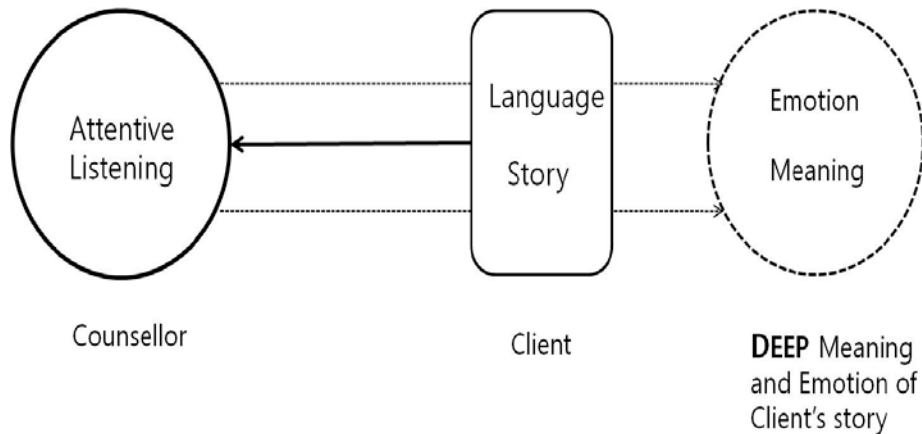 Attentive
Listening
Language
Story
Emotion
Meaning
Counsellor
Client
DEEP Meaning
and Emotion of
Client's story